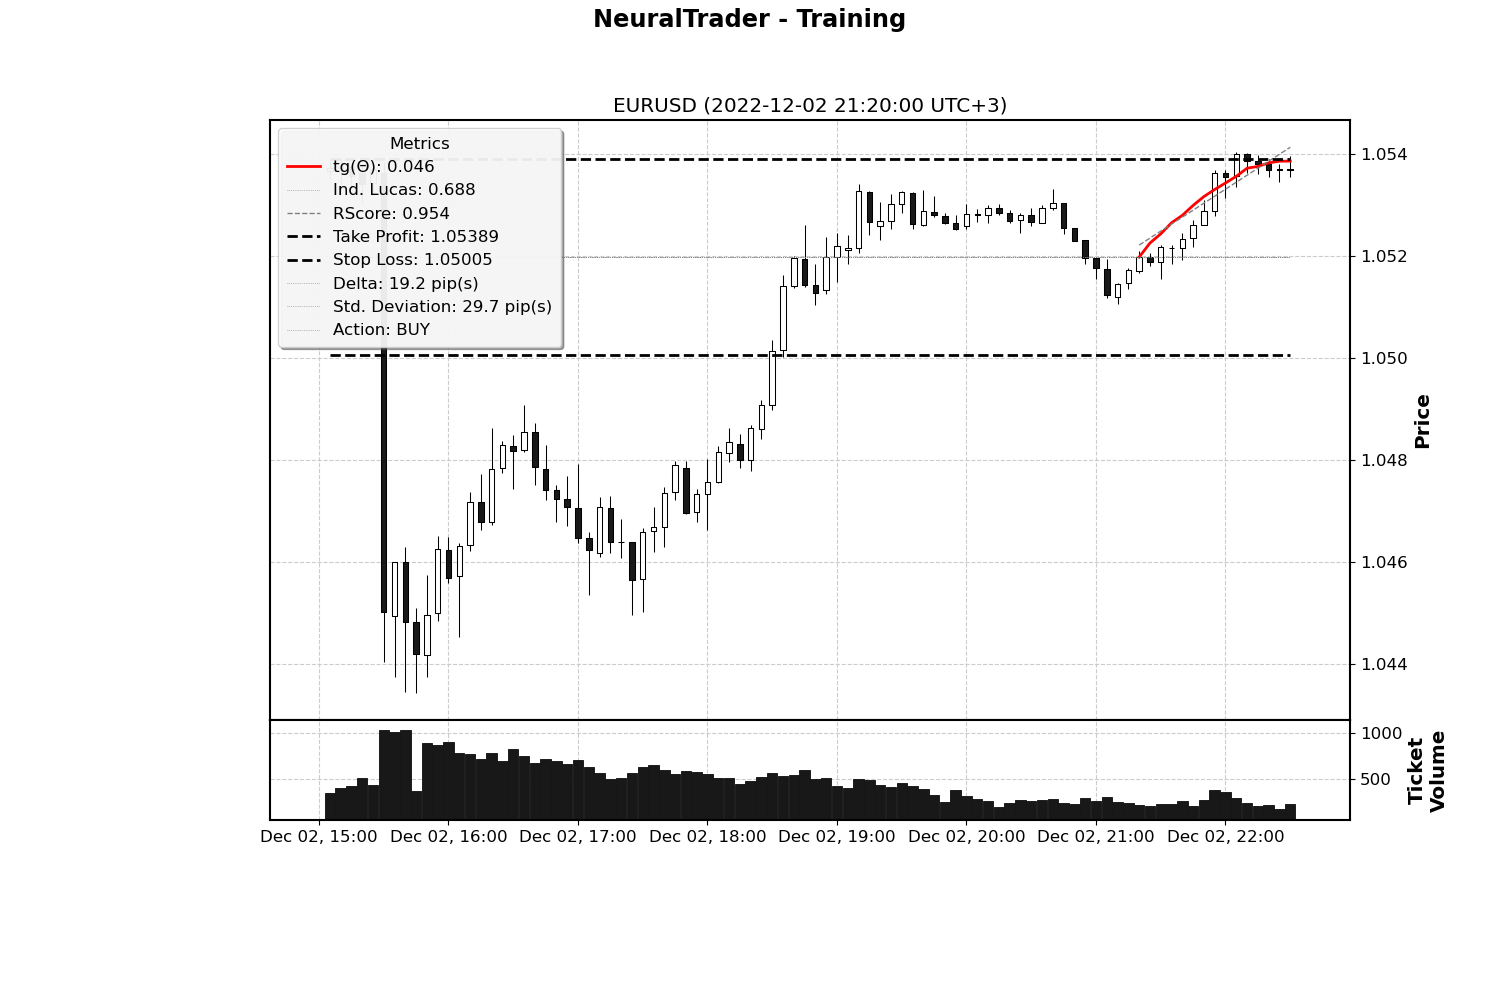 NeuralTrader - Training
EURUSD (2022-12-02 21:20:00 UTC+3)
Metrics
tg(Θ): 0.046
Ind. Lucas: 0.688
RScore: 0.954
Take Profit: 1.05389
Stop Loss: 1.05005
Delta: 19.2 pip(s)
Std. Deviation: 29.7 pip(s)
Action: BUY
1.054
1.052
1.050
1.048
1.046
1.044
Price
1000
500
Ticket
Volume
Dec 02, 15:00
Dec 02, 16:00
Dec 02, 17:00
Dec 02, 18:00
Dec 02, 19:00
Dec 02, 20:00
Dec 02, 21:00
Dec 02, 22:00